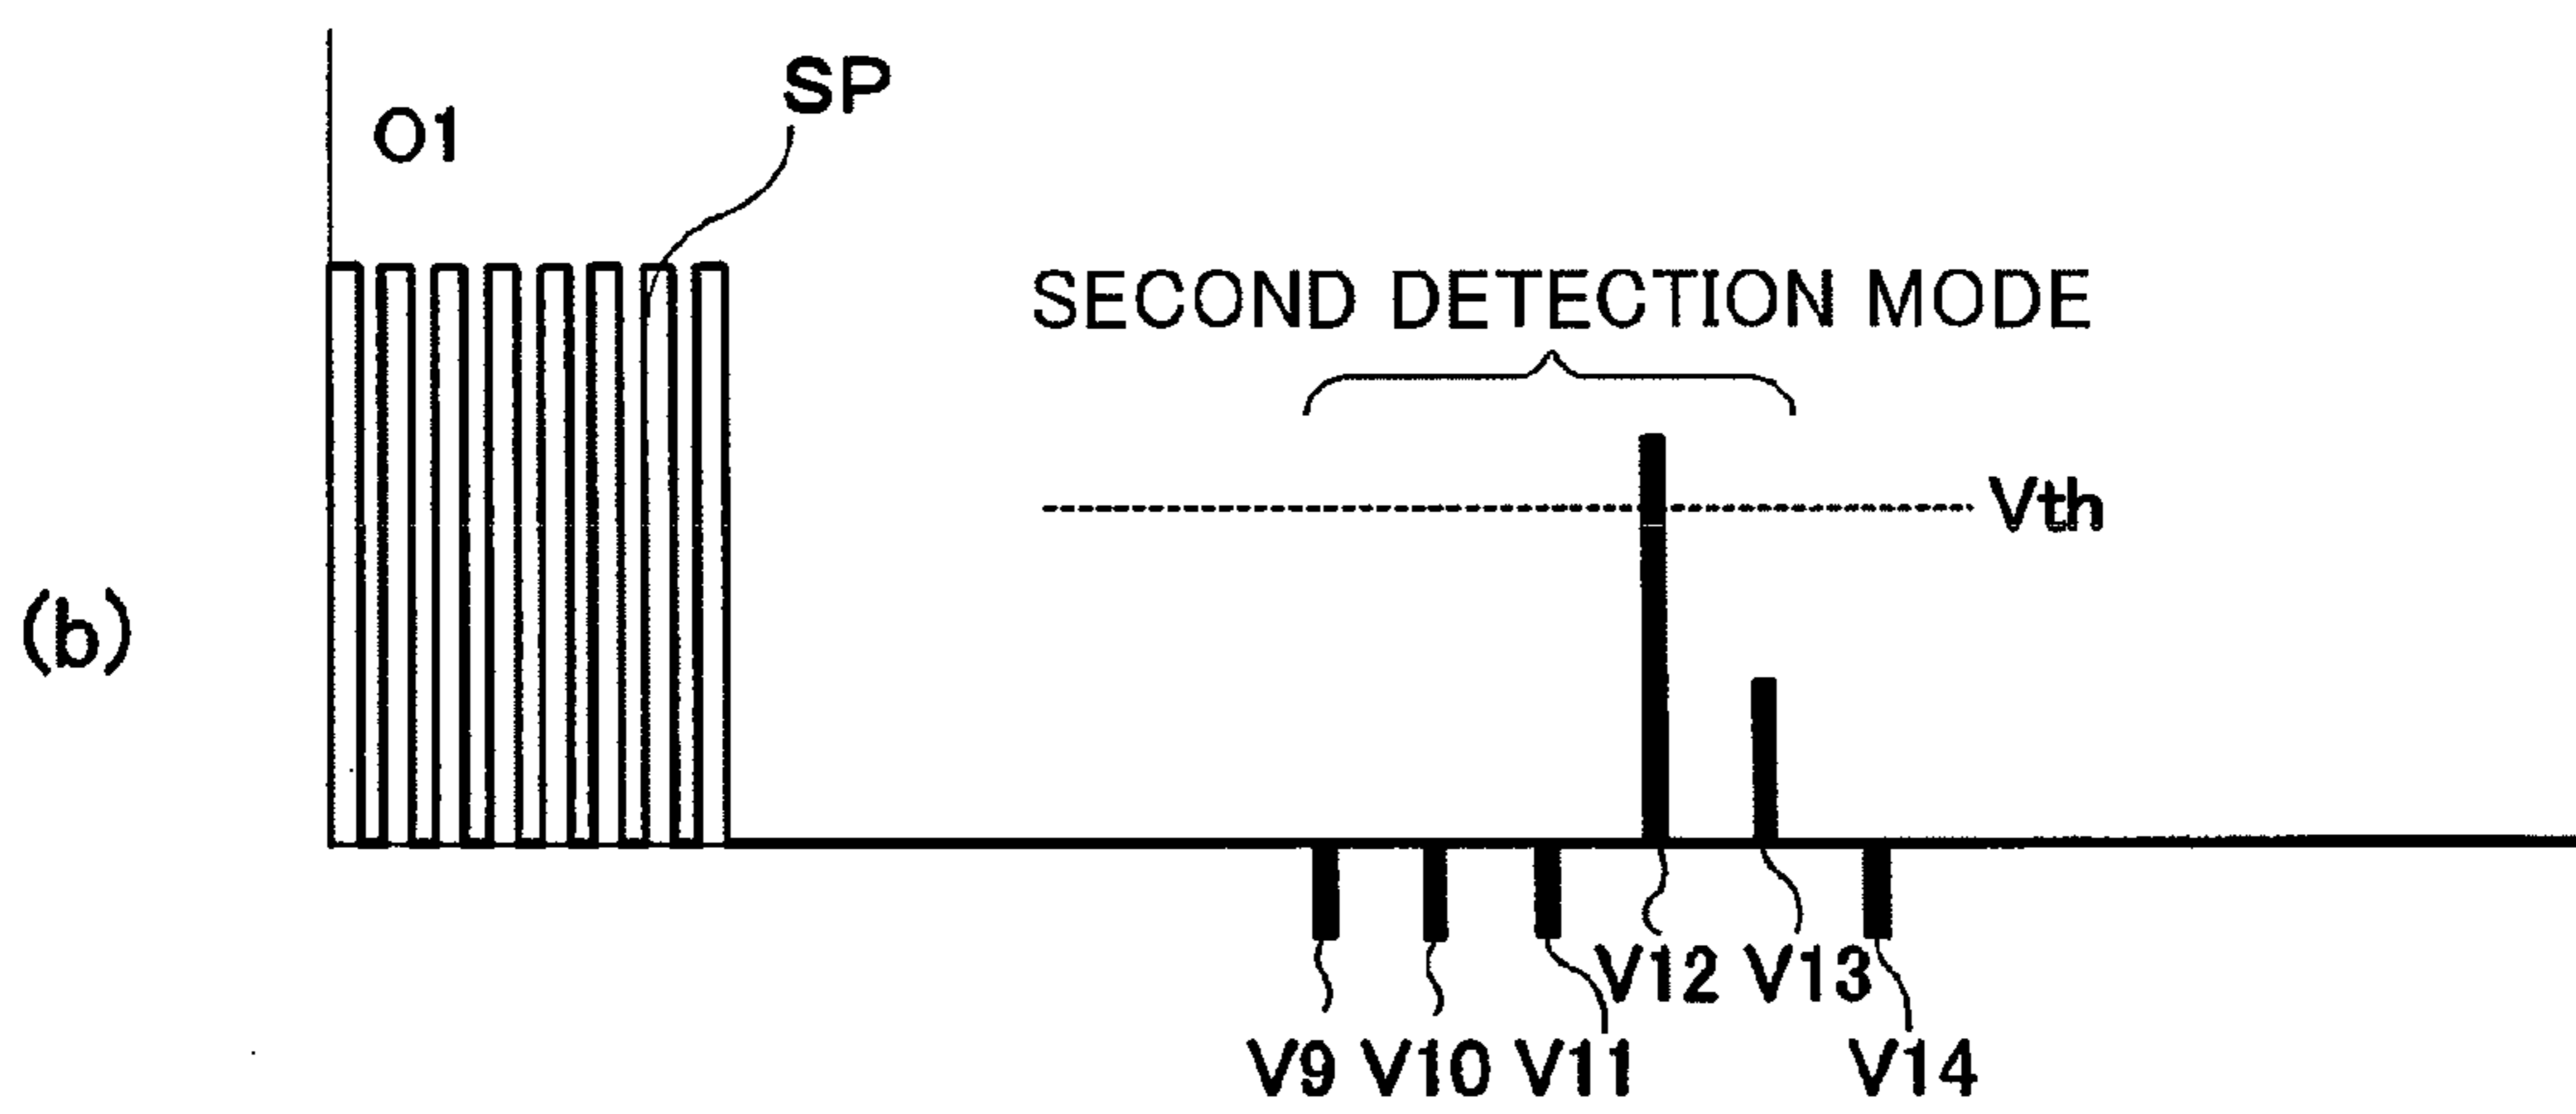 SP
O1
SECOND DETECTION MODE
Vth
(b)
V12 V13
V9 V10 V11 V14